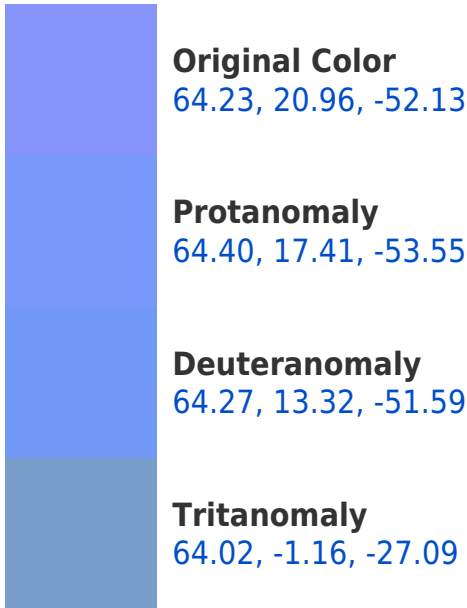 Original Color
64.23, 20.96, -52.13
Protanomaly
64.40, 17.41, -53.55
Deuteranomaly
64.27, 13.32, -51.59
Tritanomaly
64.02, -1.16, -27.09